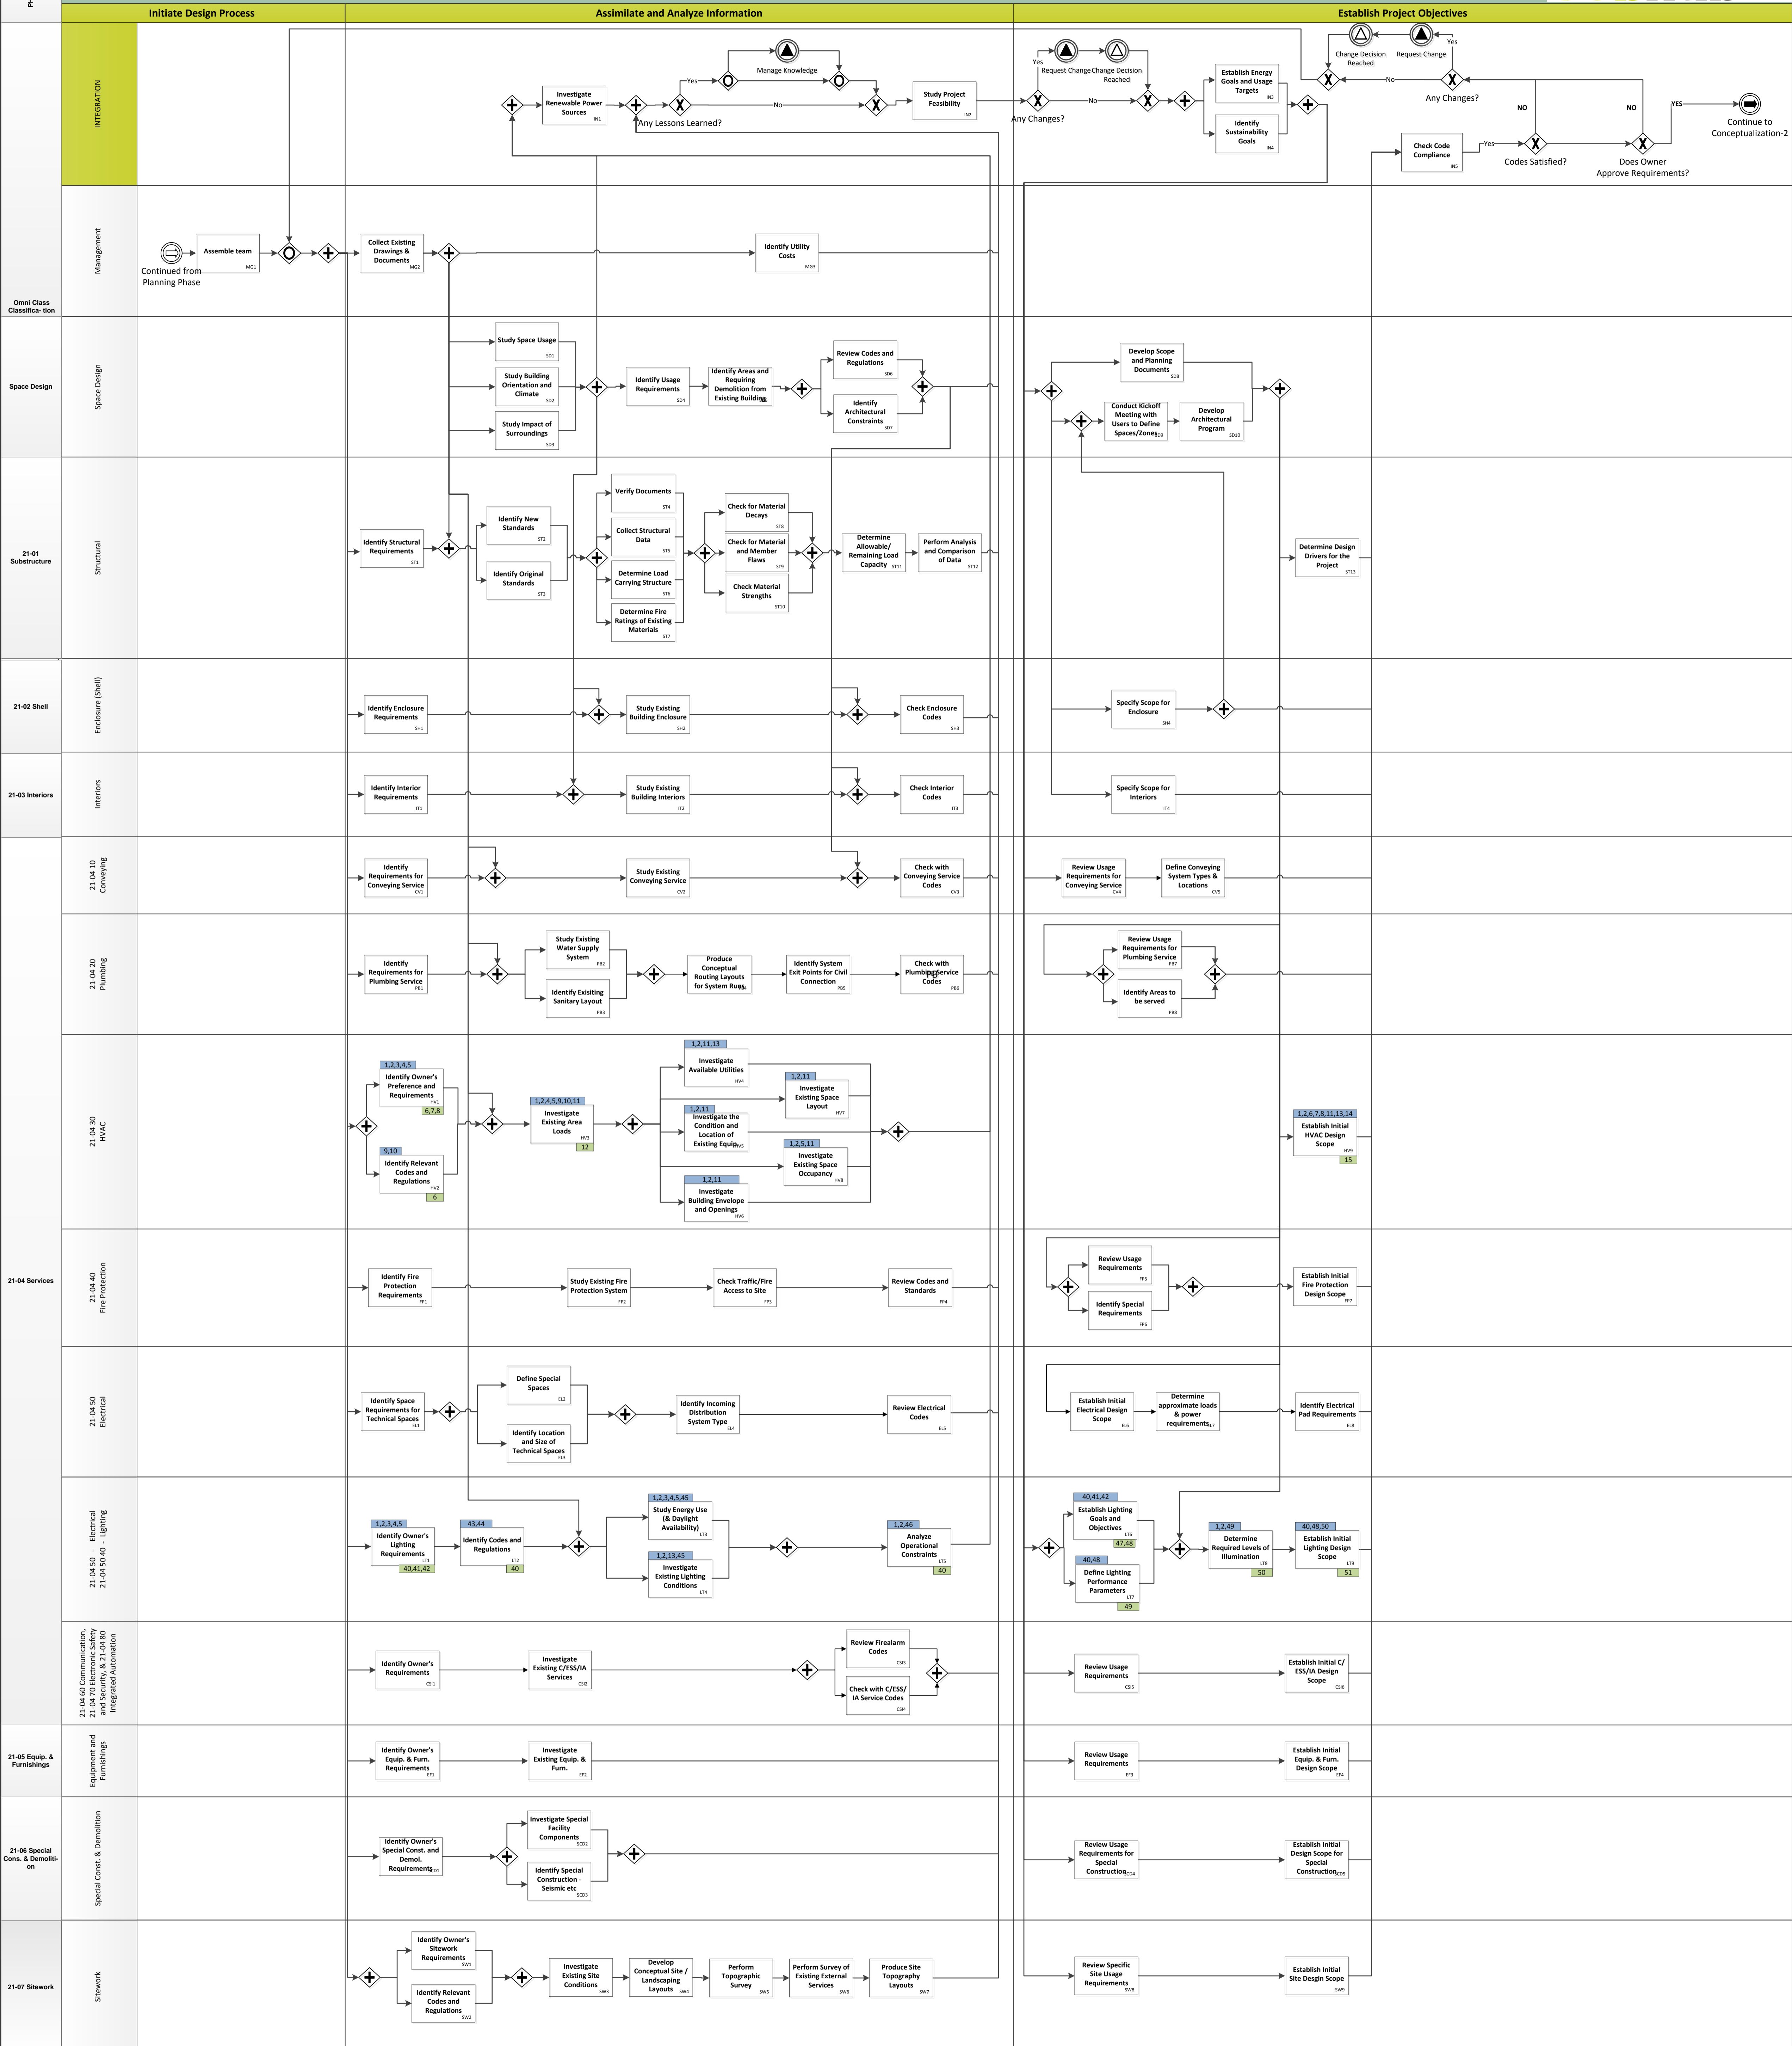 Initiate Design Process
Assimilate and Analyze Information
Establish Project Objectives
INTEGRATION
Investigate
Renewable Power
Sources
IN1
Any Lessons Learned?
Yes
No
Manage Knowledge
Study Project
Feasibility
IN2
Any Changes?
Yes
No
Request Change
Change Decision
Reached
Establish Energy
Goals and Usage
Targets
IN3
Identify
Sustainability
Goals
IN4
Change Decision
Reached
Request Change
Yes
No
Any Changes?
NO
NO
YES
Check Code
Compliance
IN5
Yes
Codes Satisfied?
Does Owner
Approve Requirements?
Continue to
Conceptualization-2
Omni Class
Classifica- tion
Management
Continued from
Planning Phase
Assemble team
MG1
Collect Existing
Drawings &
Documents
MG2
Identify Utility
Costs
MG3
Space Design
Space Design
Study Space Usage
SD1
Study Building
Orientation and
Climate
SD2
Study Impact of
Surroundings
SD3
Identify Usage
Requirements
SD4
Identify Areas and
Requiring
Demolition from
Existing Building
Review Codes and
Regulations
SD6
Identify
Architectural
Constraints
SD7
Develop Scope
and Planning
Documents
SD8
Conduct Kickoff
Meeting with
Users to Define
Spaces/Zones
SD9
Develop
Architectural
Program
SD10
21-01
Substructure
Structural
Identify Structural
Requirements
ST1
Identify New
Standards
ST2
Identify Original
Standards
ST3
Verify Documents
ST4
Collect Structural
Data
ST5
Determine Load
Carrying Structure
ST6
Determine Fire
Ratings of Existing
Materials
ST7
Check for Material
Decays
ST8
Check for Material
and Member
Flaws
ST9
Check Material
Strengths
ST10
Determine
Allowable/
Remaining Load
Capacity
ST11
Perform Analysis
and Comparison
of Data
ST12
Determine Design
Drivers for the
Project
ST13
21-02 Shell
Enclosure (Shell)
Identify Enclosure
Requirements
SH1
Study Existing
Building Enclosure
SH2
Check Enclosure
Codes
SH3
Specify Scope for
Enclosure
SH4
21-03 Interiors
Interiors
Identify Interior
Requirements
IT1
Study Existing
Building Interiors
IT2
Check Interior
Codes
IT3
Specify Scope for
Interiors
IT4
21-04 Services
21-04 10
Conveying
Identify
Requirements for
Conveying Service
CV1
Study Existing
Conveying Service
CV2
Check with
Conveying Service
Codes
CV3
Review Usage
Requirements for
Conveying Service
CV4
Define Conveying
System Types &
Locations
CV5
21-04 20
Plumbing
Identify
Requirements for
Plumbing Service
PB1
Study Existing
Water Supply
System
PB2
Identify Exisiting
Sanitary Layout
PB3
Produce
Conceptual
Routing Layouts
for System Runs
Identify System
Exit Points for Civil
Connection
PB5
Check with
Plumbing Service
Codes
PB6
Review Usage
Requirements for
Plumbing Service
PB7
Identify Areas to
be served
PB8
21-04 30
HVAC
1,2,3,4,5
Identify Owner's
Preference and
Requirements
HV1
6,7,8
9,10
Identify Relevant
Codes and
Regulations
HV2
6
1,2,4,5,9,10,11
Investigate
Existing Area
Loads
HV3
12
1,2,11,13
Investigate
Available Utilities
HV4
1,2,11
Investigate the
Condition and
Location of
Existing Equip.
HV5
1,2,11
Investigate
Building Envelope
and Openings
HV6
1,2,11
Investigate
Existing Space
Layout
HV7
1,2,5,11
Investigate
Existing Space
Occupancy
HV8
1,2,6,7,8,11,13,14
Establish Initial
HVAC Design
Scope
HV9
15
21-04 40
Fire Protection
Identify Fire
Protection
Requirements
FP1
Study Existing Fire
Protection System
FP2
Check Traffic/Fire
Access to Site
FP3
Review Codes and
Standards
FP4
Review Usage
Requirements
FP5
Identify Special
Requirements
FP6
Establish Initial
Fire Protection
Design Scope
FP7
21-04 50
Electrical
Identify Space
Requirements for
Technical Spaces
EL1
Define Special
Spaces
EL2
Identify Location
and Size of
Technical Spaces
EL3
Identify Incoming
Distribution
System Type
EL4
Review Electrical
Codes
EL5
Establish Initial
Electrical Design
Scope
EL6
Determine
approximate loads
& power
requirements
EL7
Identify Electrical
Pad Requirements
EL8
21-04 50 - Electrical
21-04 50 40 - Lighting
1,2,3,4,5
Identify Owner's
Lighting
Requirements
LT1
40,41,42
43,44
Identify Codes and
Regulations
LT2
40
1,2,3,4,5,45
Study Energy Use
(& Daylight
Availability)
LT3
1,2,13,45
Investigate
Existing Lighting
Conditions
LT4
1,2,46
Analyze
Operational
Constraints
LT5
40
40,41,42
Establish Lighting
Goals and
Objectives
LT6
47,48
40,48
Define Lighting
Performance
Parameters
LT7
49
1,2,49
Determine
Required Levels of
Illumination
LT8
50
40,48,50
Establish Initial
Lighting Design
Scope
LT9
51
21-04 60 Communication,
21-04 70 Electronic Safety
and Security, & 21-04 80
Integrated Automation
Identify Owner's
Requirements
CSI1
Investigate
Existing C/ESS/IA
Services
CSI2
Review Firealarm
Codes
CSI3
Check with C/ESS/
IA Service Codes
CSI4
Review Usage
Requirements
CSI5
Establish Initial C/
ESS/IA Design
Scope
CSI6
21-05 Equip. &
Furnishings
Equipment and
Furnishings
Identify Owner's
Equip. & Furn.
Requirements
EF1
Investigate
Existing Equip. &
Furn.
EF2
Review Usage
Requirements
EF3
Establish Initial
Equip. & Furn.
Design Scope
EF4
21-06 Special
Cons. & Demoliti-
on
Special Const. & Demolition
Identify Owner's
Special Const. and
Demol.
Requirements
SCD1
Investigate Special
Facility
Components
SCD2
Identify Special
Construction -
Seismic etc
SCD3
Review Usage
Requirements for
Special
Construction
SCD4
Establish Initial
Design Scope for
Special
Construction
SCD5
21-07 Sitework
Sitework
Identify Owner's
Sitework
Requirements
SW1
Identify Relevant
Codes and
Regulations
SW2
Investigate
Existing Site
Conditions
SW3
Develop
Conceptual Site /
Landscaping
Layouts
SW4
Perform
Topographic
Survey
SW5
Perform Survey of
Existing External
Services
SW6
Produce Site
Topography
Layouts
SW7
Review Specific
Site Usage
Requirements
SW8
Establish Initial
Site Desgin Scope
SW9